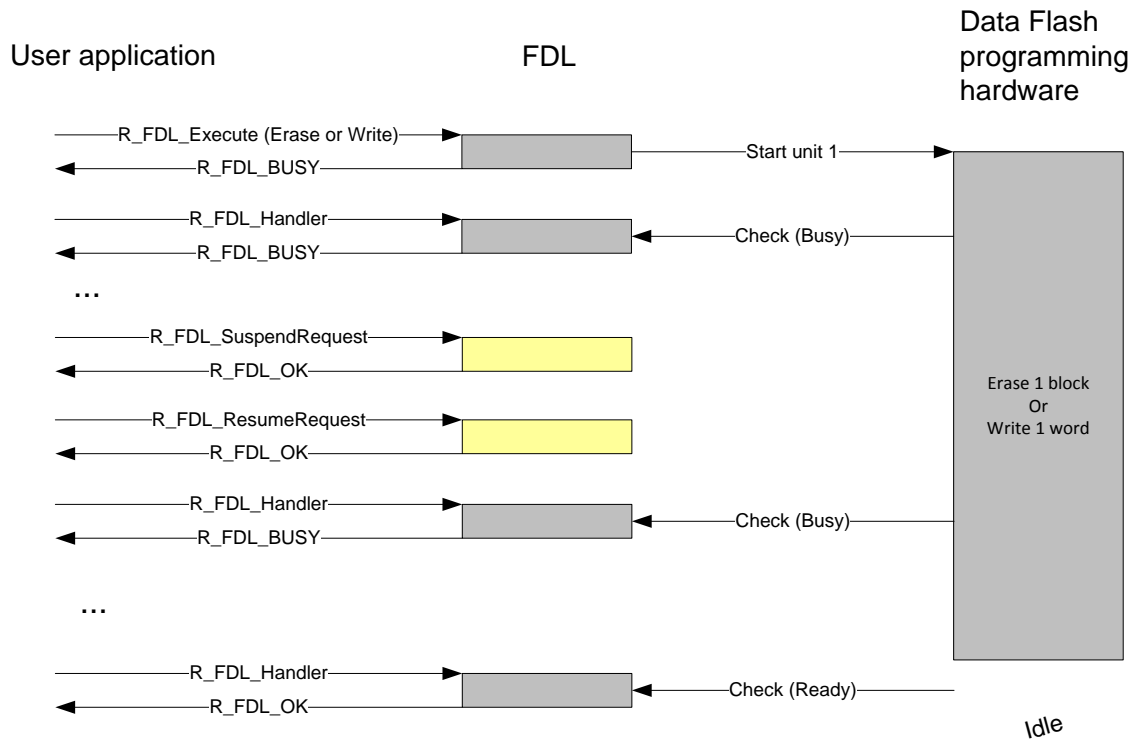 User application
FDL
Data Flash
programming
hardware
R_FDL_Execute (Erase or Write)
Start unit 1
R_FDL_BUSY
R_FDL_Handler
Check (Busy)
R_FDL_BUSY
...
R_FDL_SuspendRequest
R_FDL_OK
Erase 1 block
Or
Write 1 word
R_FDL_ResumeRequest
R_FDL_OK
R_FDL_Handler
Check (Busy)
R_FDL_BUSY
...
R_FDL_Handler
Check (Ready)
R_FDL_OK
Idle